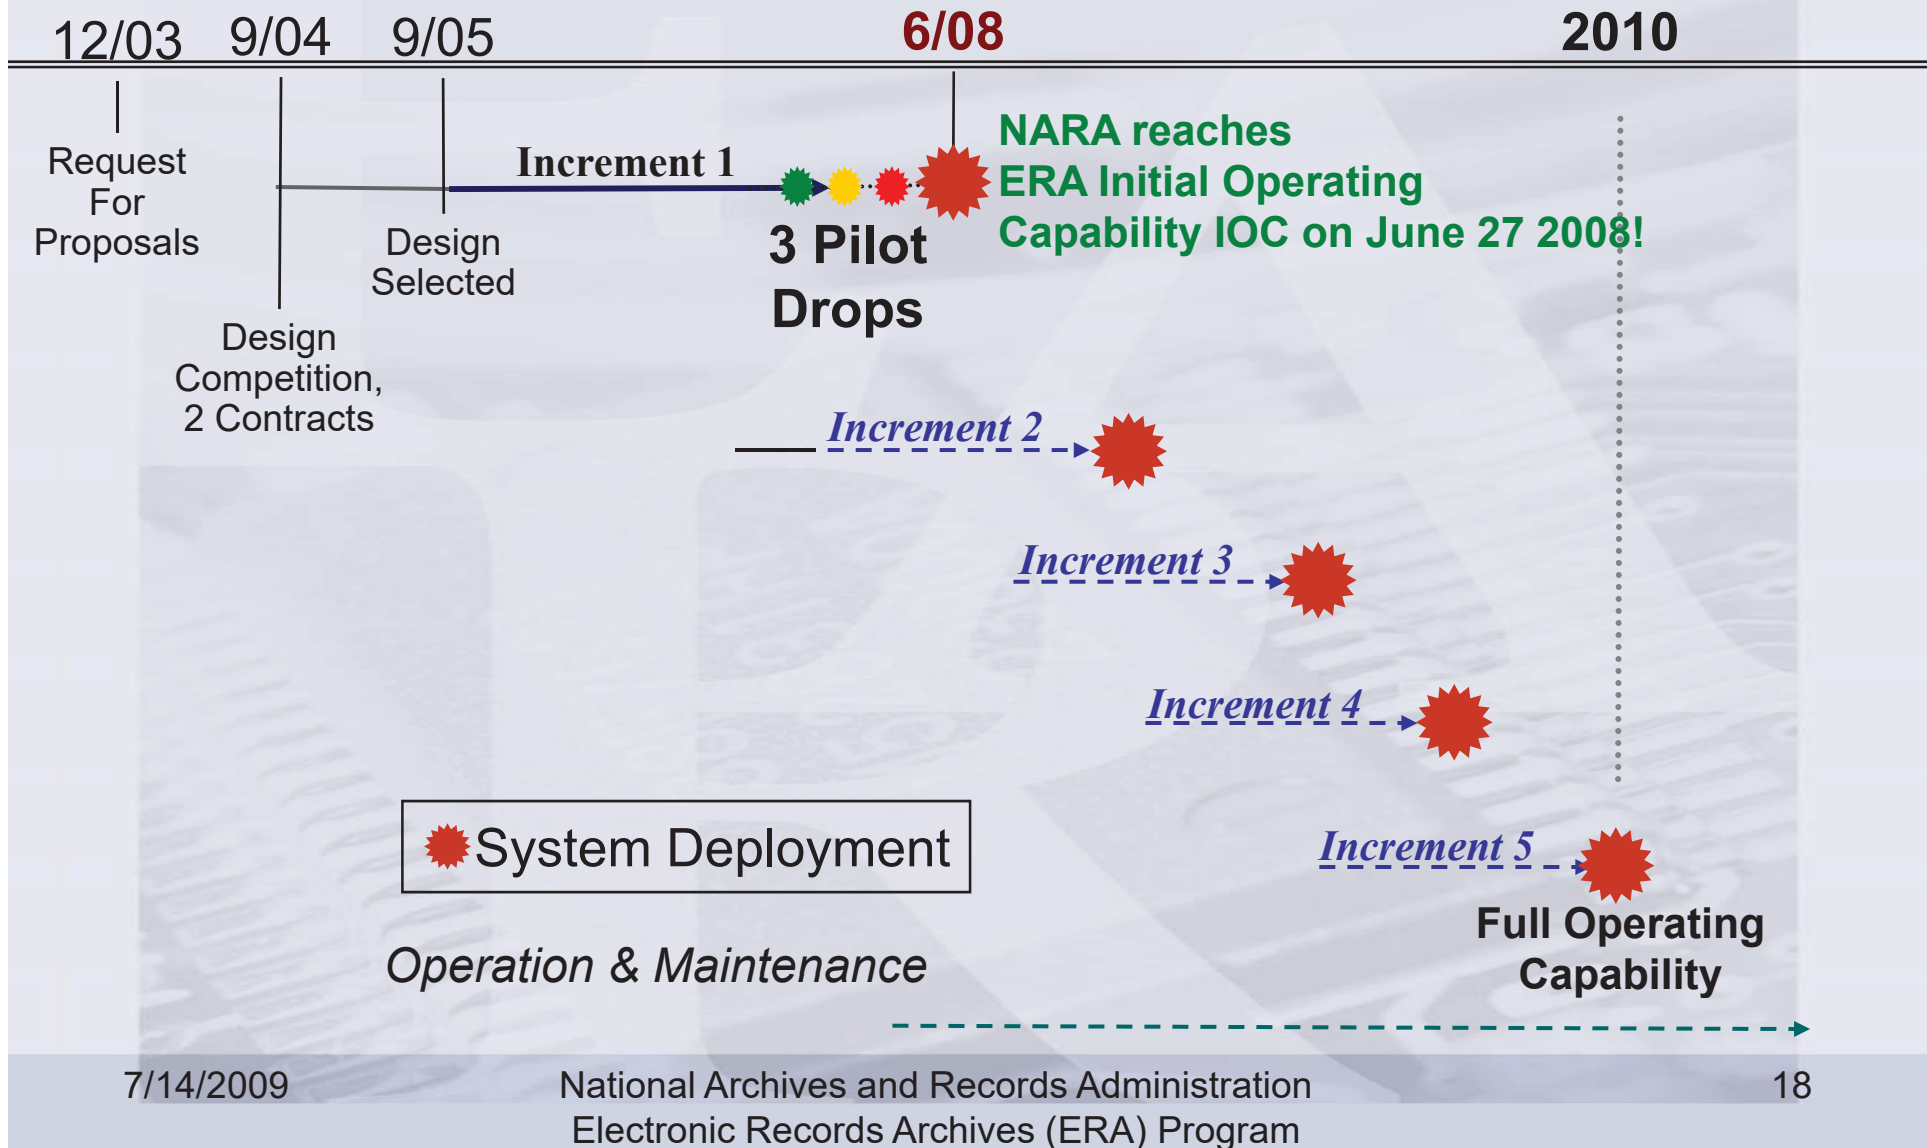 12/03 9/04 9/05 6/08 2010
Request
For
Proposals
Design
Competition,
2 Contracts
Design
Selected
Increment 1
3 Pilot
Drops
NARA reaches
ERA Initial Operating
Capability IOC on June 27 2008!
Increment 2
Increment 3
Increment 4
Increment 5
System Deployment
Full Operating
Capability
Operation & Maintenance
7/14/2009
National Archives and Records Administration
Electronic Records Archives (ERA) Program
18